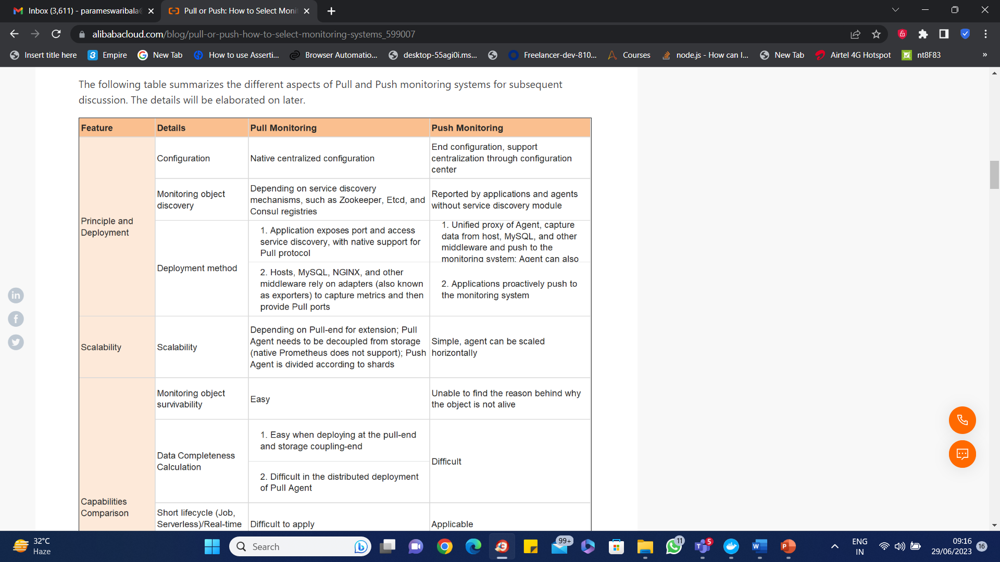 Inbox (3,611) - parameswaribala
Pull or Push: How to Select Moni
alibabacloud.com/blog/pull-or-push-how-to-select-monitoring-systems_599007
Insert title here
Empire
New Tab
How to use Asserti...
Browser Automatio...
desktop-55agi0i.ms...
Freelancer-dev-810...
Courses
node.js - How can I...
New Tab
Airtel 4G Hotspot
nt8F83
»
The following table summarizes the different aspects of Pull and Push monitoring systems for subsequent
discussion. The details will be elaborated on later.
Feature
Details
Pull Monitoring
Push Monitoring
Principle and
Deployment
Configuration
Native centralized configuration
End configuration, support
centralization through configuration
center
Monitoring object
discovery
Depending on service discovery
mechanisms, such as Zookeeper, Etcd, and
Consul registries
Reported by applications and agents
without service discovery module
Deployment method
1. Application exposes port and access
service discovery, with native support for
Pull protocol
1. Unified proxy of Agent, capture
data from host, MySQL, and other
middleware and push to the
monitoring system; Agent can also
2. Hosts, MySQL, NGINX, and other
middleware rely on adapters (also known
as exporters) to capture metrics and then
provide Pull ports
2. Applications proactively push to
the monitoring system
Scalability
Scalability
Depending on Pull-end for extension; Pull
Agent needs to be decoupled from storage
(native Prometheus does not support); Push
Agent is divided according to shards
Simple, agent can be scaled
horizontally
Capabilities
Comparison
Monitoring object
survivability
Easy
Unable to find the reason behind why
the object is not alive
Data Completeness
Calculation
1. Easy when deploying at the pull-end
and storage coupling-end
2. Difficult in the distributed deployment
of Pull Agent
Difficult
Short lifecycle (Job,
Serverless)/Real-time
Difficult to apply
Applicable
in
f
32°C
Haze
Search
99+
11
5
W
P
ENG
IN
09:16
29/06/2023
16